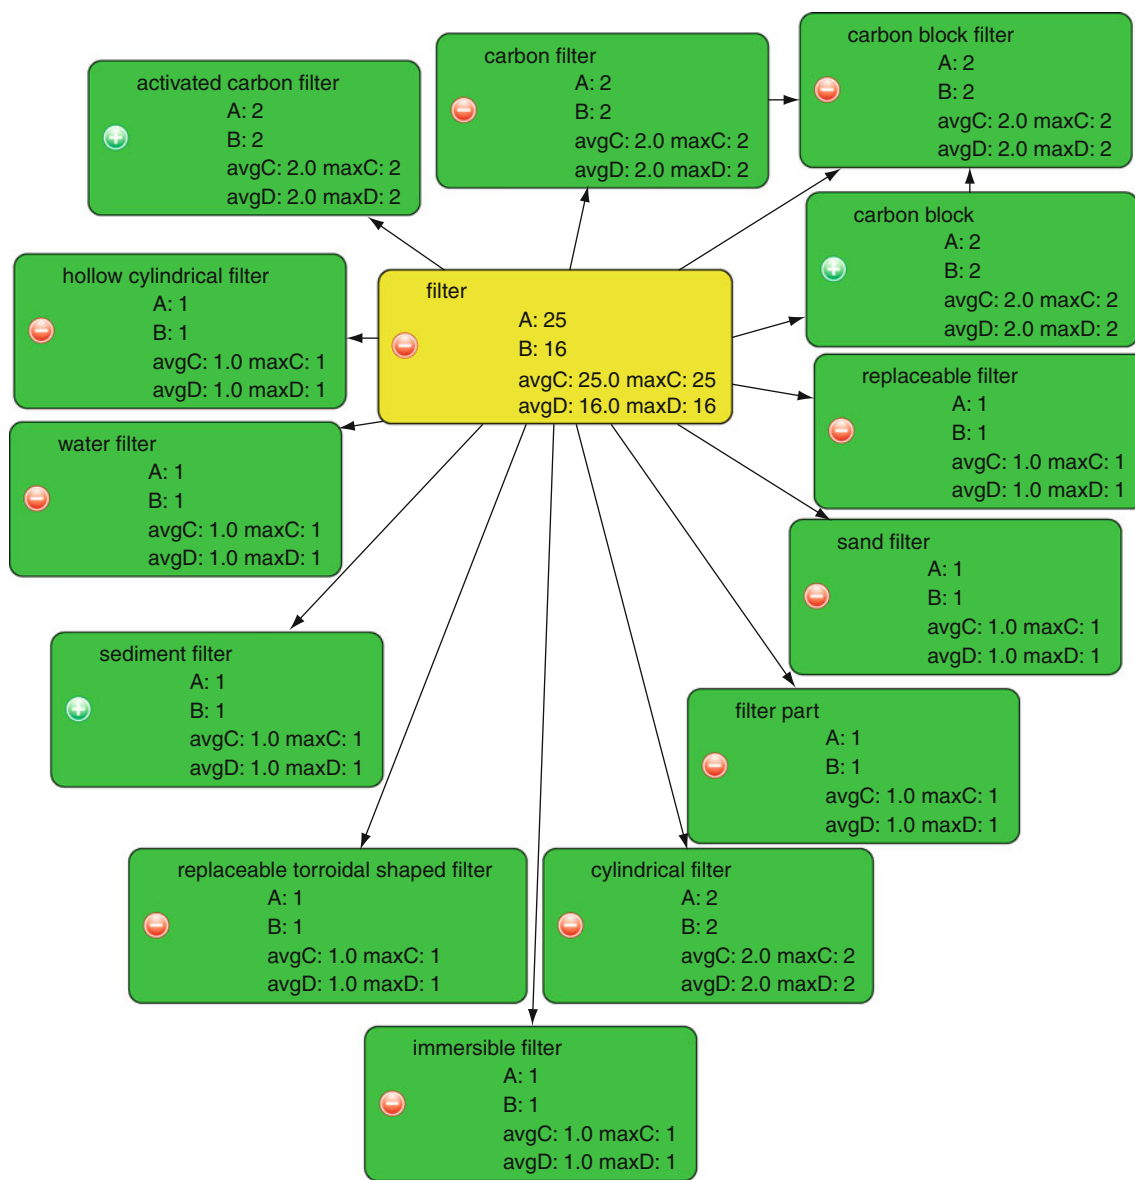 activated carbon filter
A: 2
B: 2
avgC: 2.0 maxC: 2
avgD: 2.0 maxD: 2
carbon filter
A: 2
B: 2
avgC: 2.0 maxC: 2
avgD: 2.0 maxD: 2
carbon block filter
A: 2
B: 2
avgC: 2.0 maxC: 2
avgD: 2.0 maxD: 2
hollow cylindrical filter
A: 1
B: 1
avgC: 1.0 maxC: 1
avgD: 1.0 maxD: 1
filter
A: 25
B: 16
avgC: 25.0 maxC: 25
avgD: 16.0 maxD: 16
carbon block
A: 2
B: 2
avgC: 2.0 maxC: 2
avgD: 2.0 maxD: 2
water filter
A: 1
B: 1
avgC: 1.0 maxC: 1
avgD: 1.0 maxD: 1
replaceable filter
A: 1
B: 1
avgC: 1.0 maxC: 1
avgD: 1.0 maxD: 1
sand filter
A: 1
B: 1
avgC: 1.0 maxC: 1
avgD: 1.0 maxD: 1
sediment filter
A: 1
B: 1
avgC: 1.0 maxC: 1
avgD: 1.0 maxD: 1
filter part
A: 1
B: 1
avgC: 1.0 maxC: 1
avgD: 1.0 maxD: 1
replaceable torroidal shaped filter
A: 1
B: 1
avgC: 1.0 maxC: 1
avgD: 1.0 maxD: 1
cylindrical filter
A: 2
B: 2
avgC: 2.0 maxC: 2
avgD: 2.0 maxD: 2
immersible filter
A: 1
B: 1
avgC: 1.0 maxC: 1
avgD: 1.0 maxD: 1